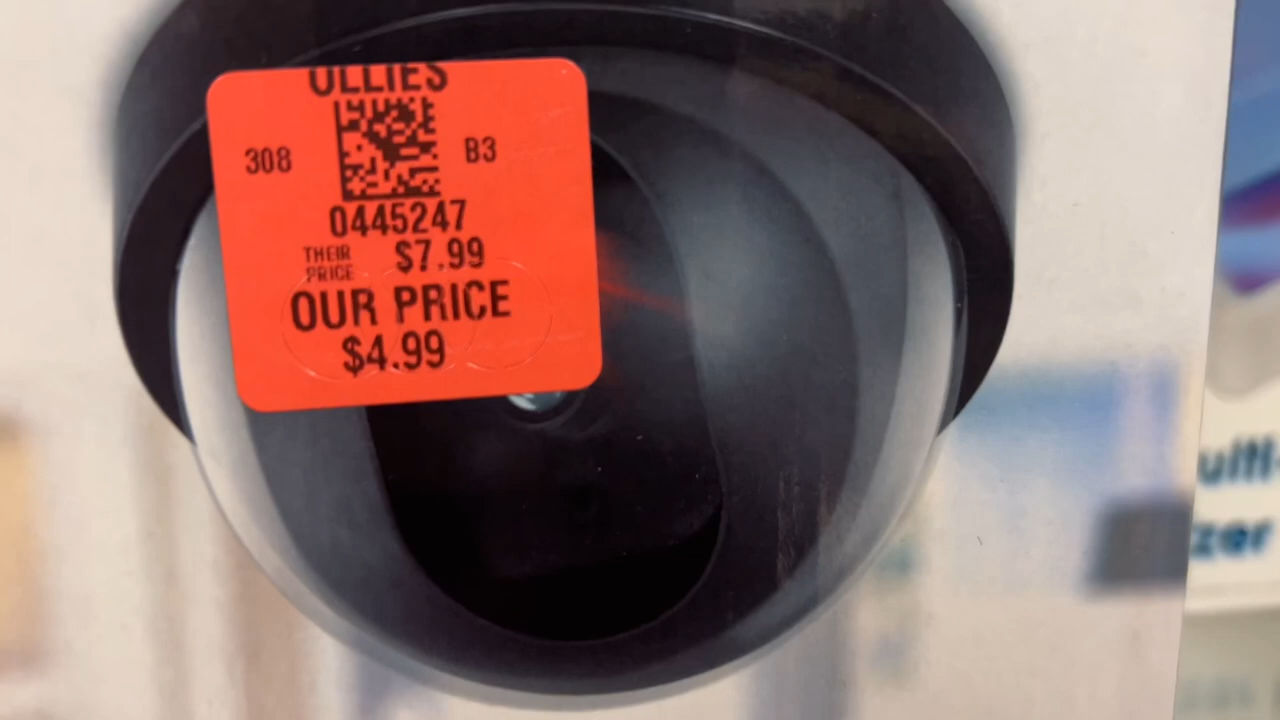 OLLIES
308
B3
0445247
THEIR PRICE $7.99
OUR PRICE
$4.99